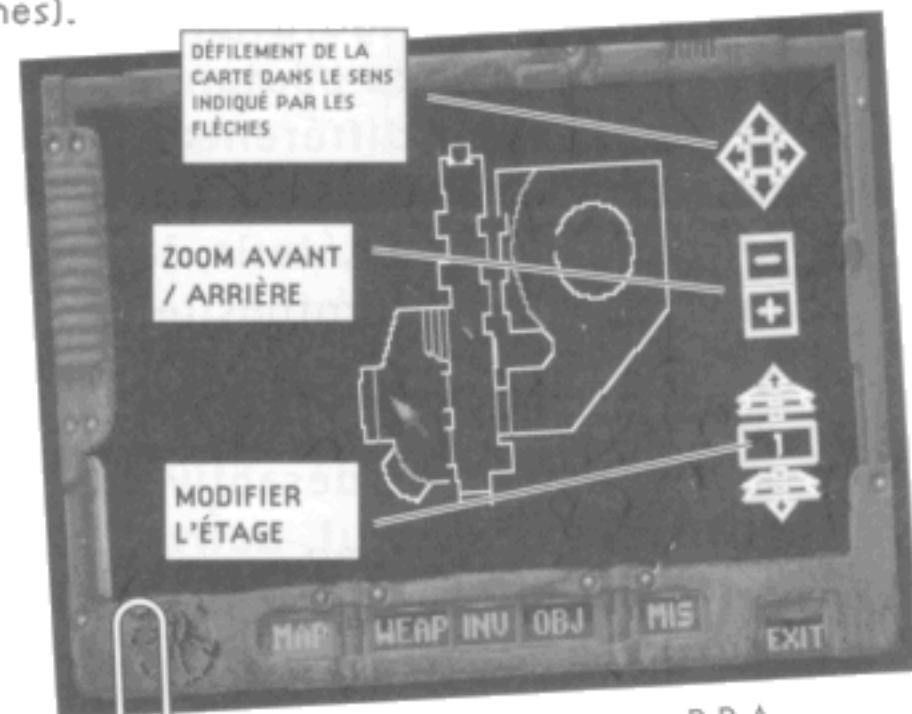 nes).
DÉFILEMENT DE LA
CARTE DANS LE SENS
INDIQUÉ PAR LES
FLÈCHES
ZOOM AVANT
/ ARRIÈRE
-
+
1
MODIFIER
L'ÉTAGE
MAP WEAP INV OBJ MIS EXIT